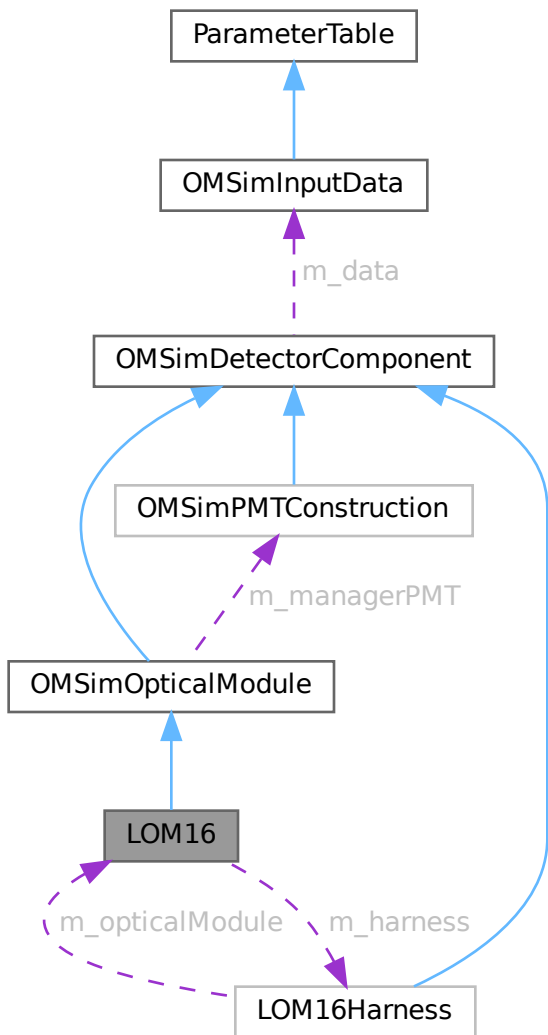 ParameterTable
OMSimInputData
m_data
OMSimDetectorComponent
OMSimPMTConstruction
m_managerPMT
OMSimOpticalModule
LOM16
m_opticalModule
m_harness
LOM16Harness